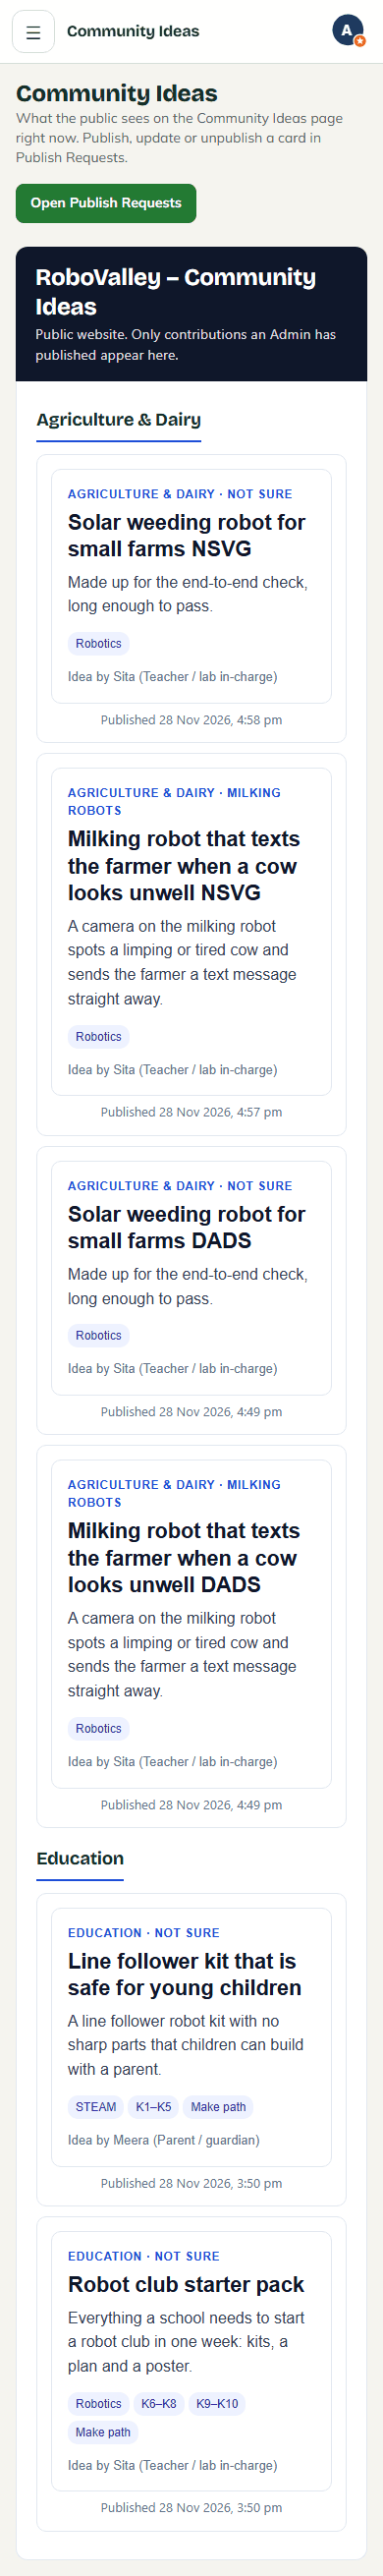 Community Ideas
A
Community Ideas
What the public sees on the Community Ideas page
right now. Publish, update or unpublish a card in
Publish Requests.
Open Publish Requests
RoboValley – Community
Ideas
Public website. Only contributions an Admin has
published appear here.
Agriculture & Dairy
AGRICULTURE & DAIRY · NOT SURE
Solar weeding robot for
small farms NSVG
Made up for the end-to-end check,
long enough to pass.
Robotics
Idea by Sita (Teacher / lab in-charge)
Published 28 Nov 2026, 4:58 pm
AGRICULTURE & DAIRY · MILKING
ROBOTS
Milking robot that texts
the farmer when a cow
looks unwell NSVG
A camera on the milking robot
spots a limping or tired cow and
sends the farmer a text message
straight away.
Robotics
Idea by Sita (Teacher / lab in-charge)
Published 28 Nov 2026, 4:57 pm
AGRICULTURE & DAIRY · NOT SURE
Solar weeding robot for
small farms DADS
Made up for the end-to-end check,
long enough to pass.
Robotics
Idea by Sita (Teacher / lab in-charge)
Published 28 Nov 2026, 4:49 pm
AGRICULTURE & DAIRY · MILKING
ROBOTS
Milking robot that texts
the farmer when a cow
looks unwell DADS
A camera on the milking robot
spots a limping or tired cow and
sends the farmer a text message
straight away.
Robotics
Idea by Sita (Teacher / lab in-charge)
Published 28 Nov 2026, 4:49 pm
Education
EDUCATION · NOT SURE
Line follower kit that is
safe for young children
A line follower robot kit with no
sharp parts that children can build
with a parent.
STEAM K1–K5 Make path
Idea by Meera (Parent / guardian)
Published 28 Nov 2026, 3:50 pm
EDUCATION · NOT SURE
Robot club starter pack
Everything a school needs to start
a robot club in one week: kits, a
plan and a poster.
Robotics K6–K8 K9–K10
Make path
Idea by Sita (Teacher / lab in-charge)
Published 28 Nov 2026, 3:50 pm